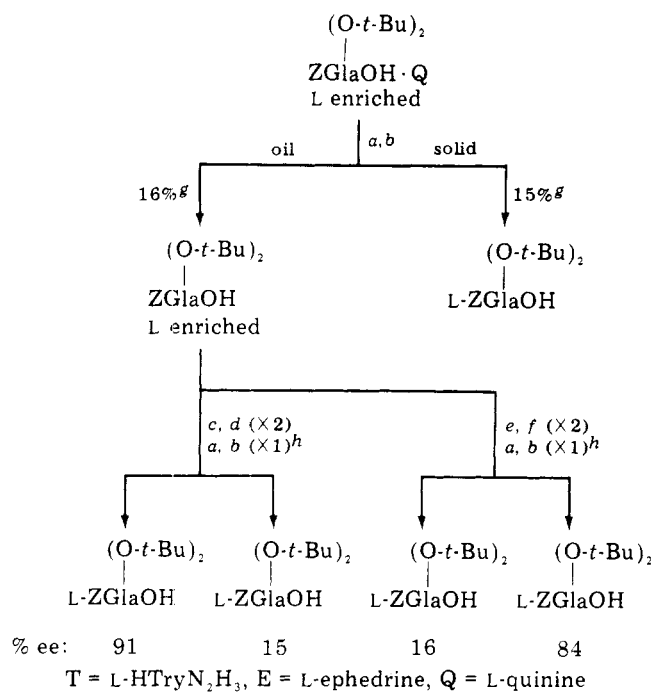 (O-t-Bu)₂
ZGlaOH · Q
L enriched
a, b
oil solid
16%ᵍ 15%ᵍ
(O-t-Bu)₂ (O-t-Bu)₂
ZGlaOH L-ZGlaOH
L enriched
c, d (×2) e, f (×2)
a, b (×1)ʰ a, b (×1)ʰ
(O-t-Bu)₂ (O-t-Bu)₂ (O-t-Bu)₂ (O-t-Bu)₂
L-ZGlaOH L-ZGlaOH L-ZGlaOH L-ZGlaOH
% ee: 91 15 16 84
T = L-HTryN₂H₃, E = L-ephedrine, Q = L-quinine